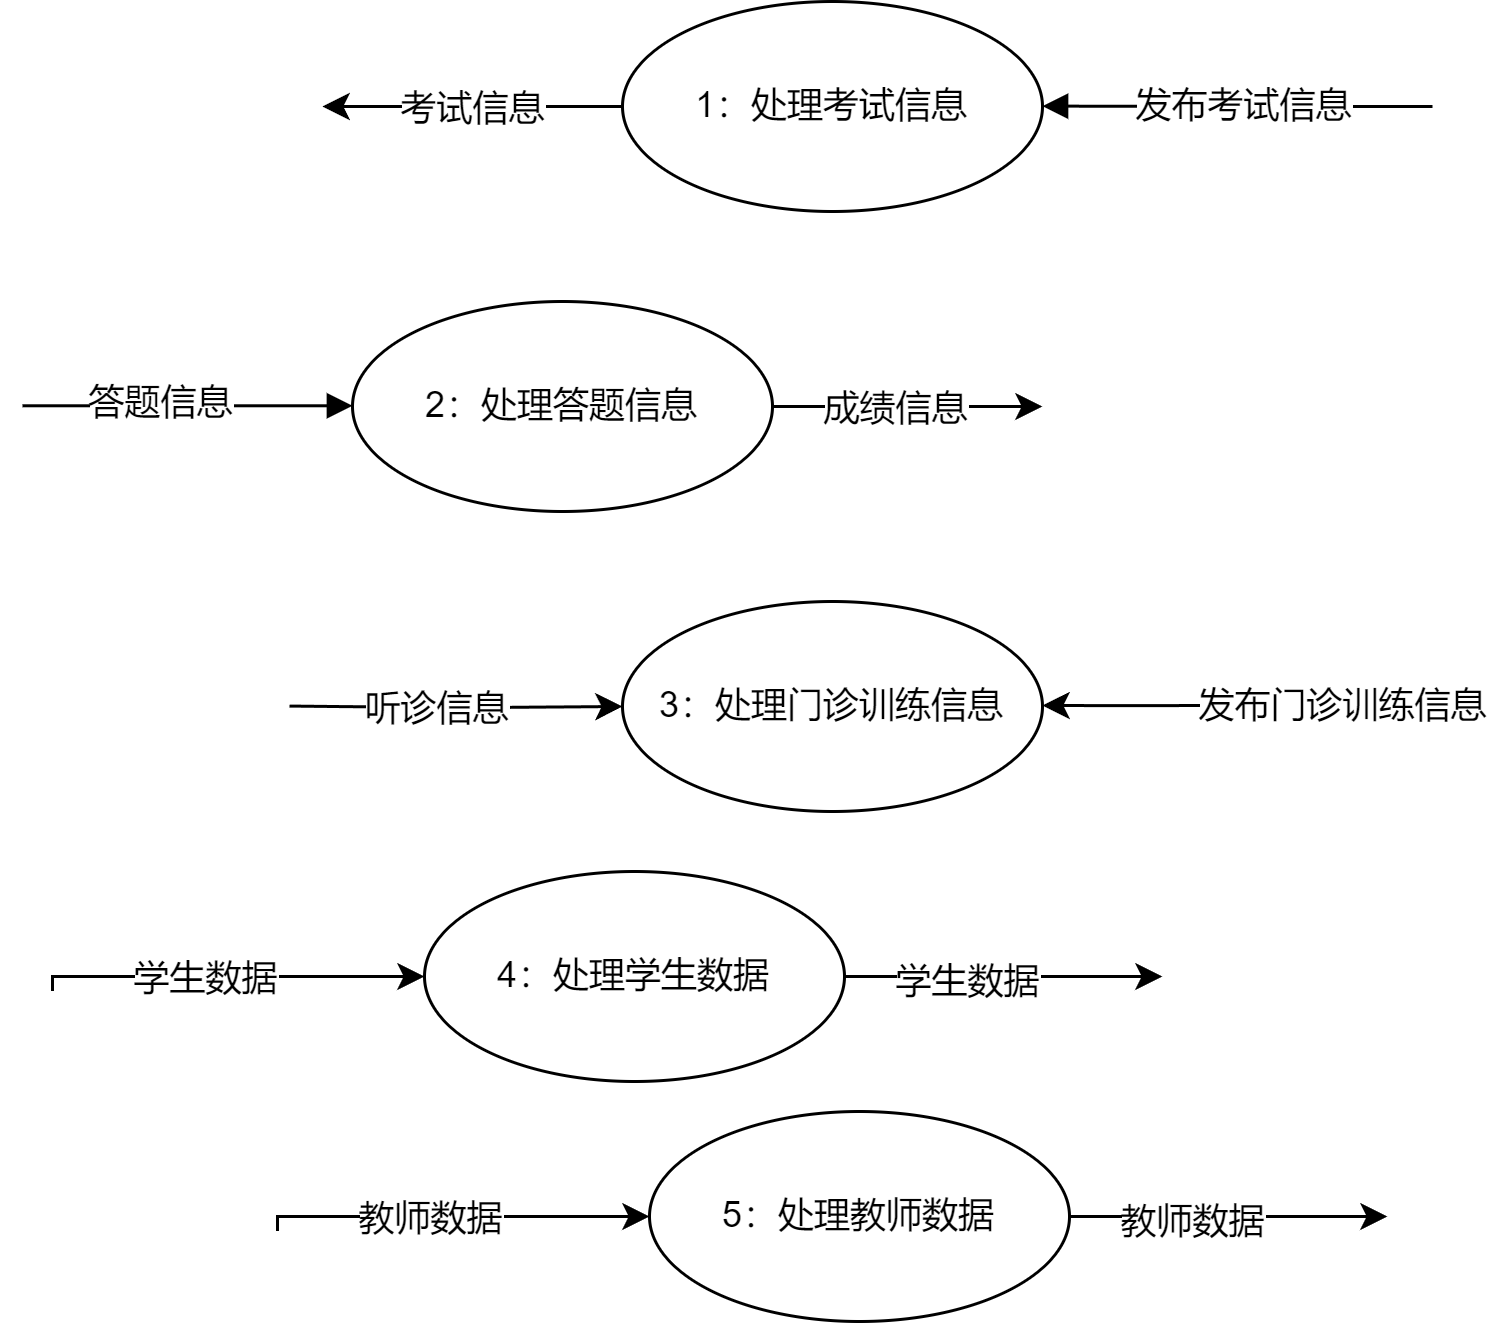 考试信息
1：处理考试信息
发布考试信息
答题信息
2：处理答题信息
成绩信息
听诊信息
3：处理门诊训练信息
发布门诊训练信息
学生数据
4：处理学生数据
学生数据
教师数据
5：处理教师数据
教师数据